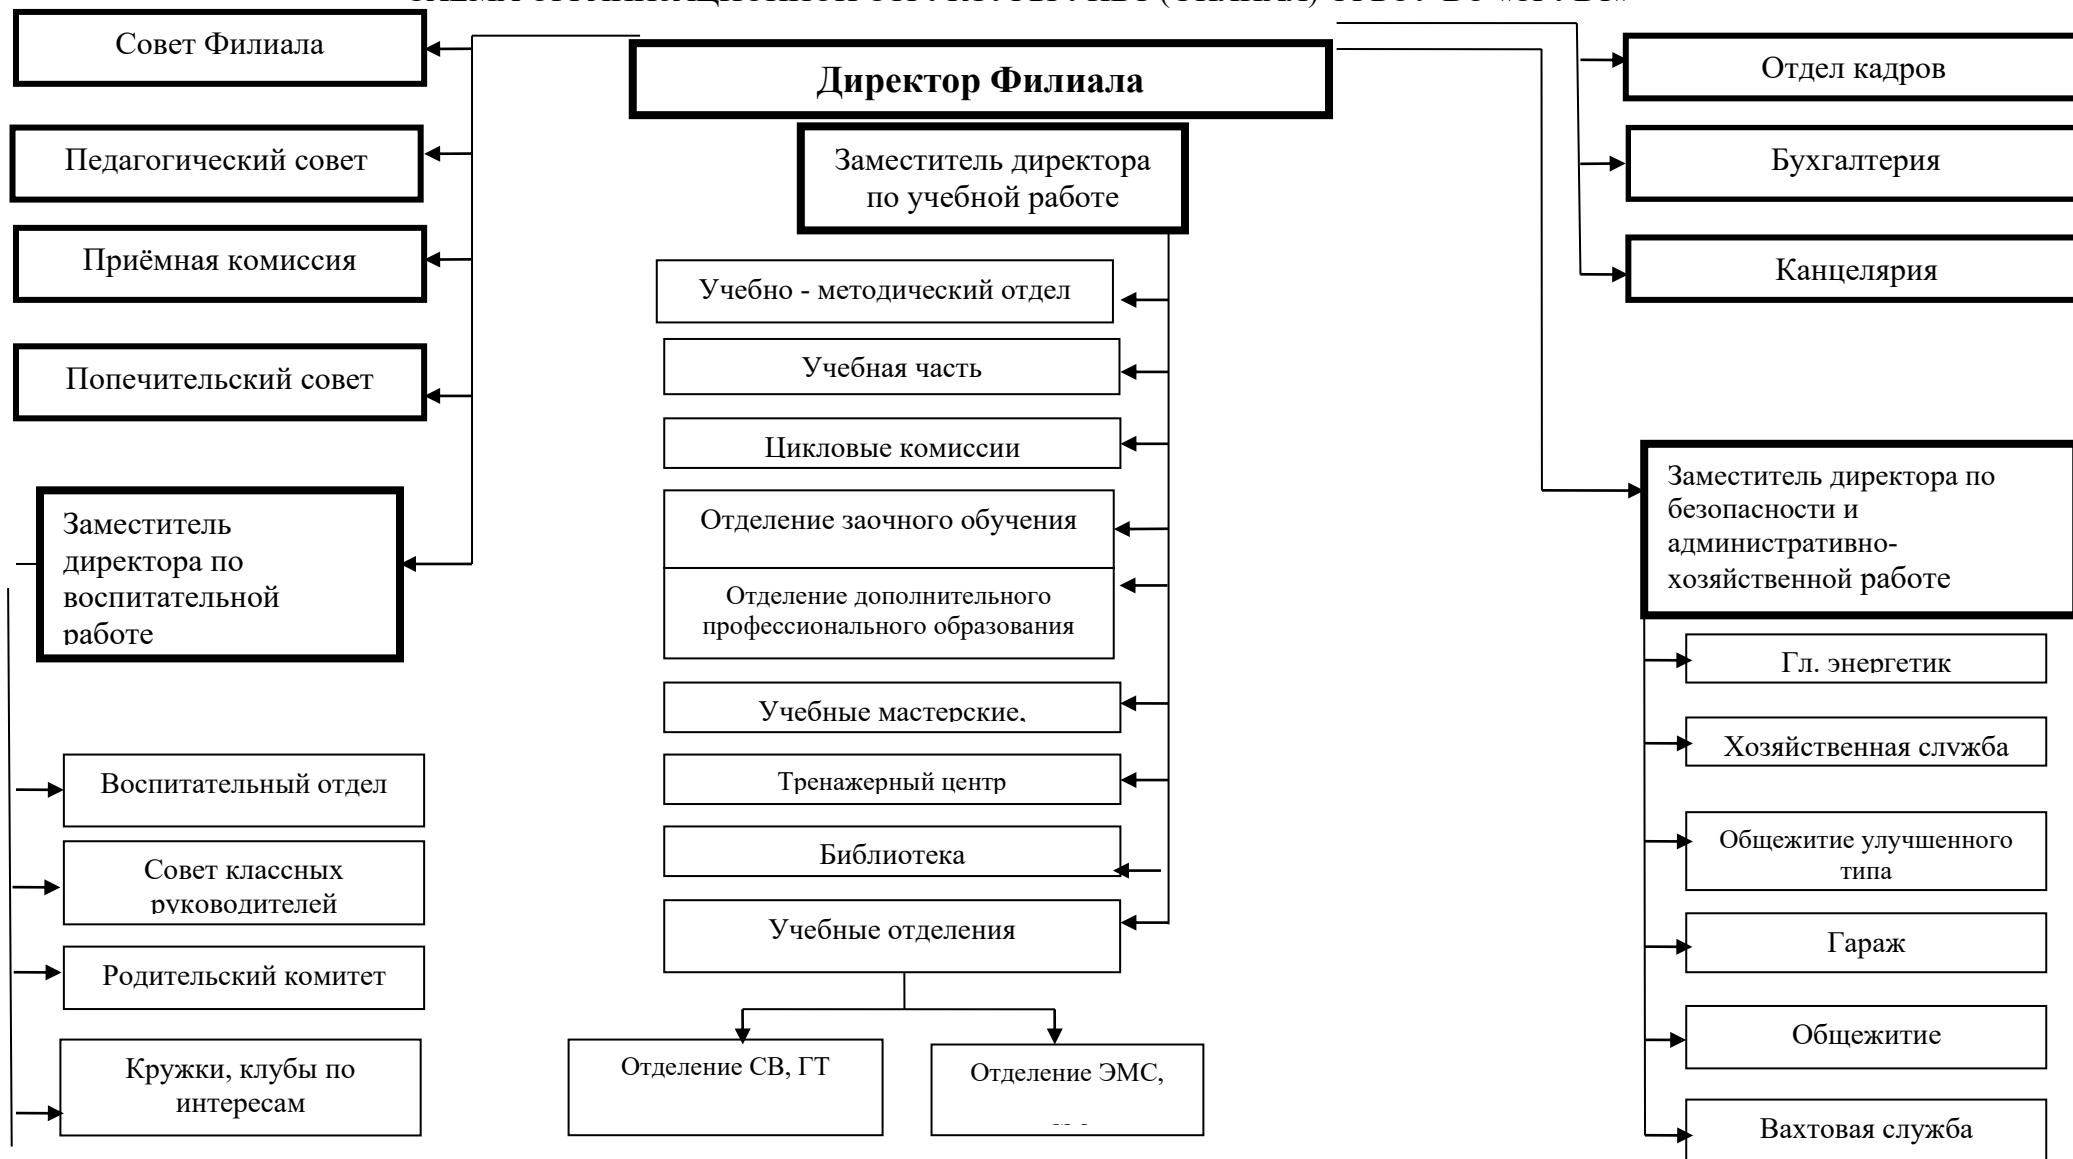 Совет Филиала
Педагогический совет
Приёмная комиссия
Попечительский совет
Заместитель
директора по
воспитательной
работе
Воспитательный отдел
Совет классных
руководителей
Родительский комитет
Кружки, клубы по
интересам
Директор Филиала
Заместитель директора
по учебной работе
Учебно - методический отдел
Учебная часть
Цикловые комиссии
Отделение заочного обучения
Отделение дополнительного
профессионального образования
Учебные мастерские,
Тренажерный центр
Библиотека
Учебные отделения
Отделение СВ, ГТ
Отделение ЭМС,
Отдел кадров
Бухгалтерия
Канцелярия
Заместитель директора по
безопасности и
административно-
хозяйственной работе
Гл. энергетик
Хозяйственная служба
Общежитие улучшенного
типа
Гараж
Общежитие
Вахтовая служба